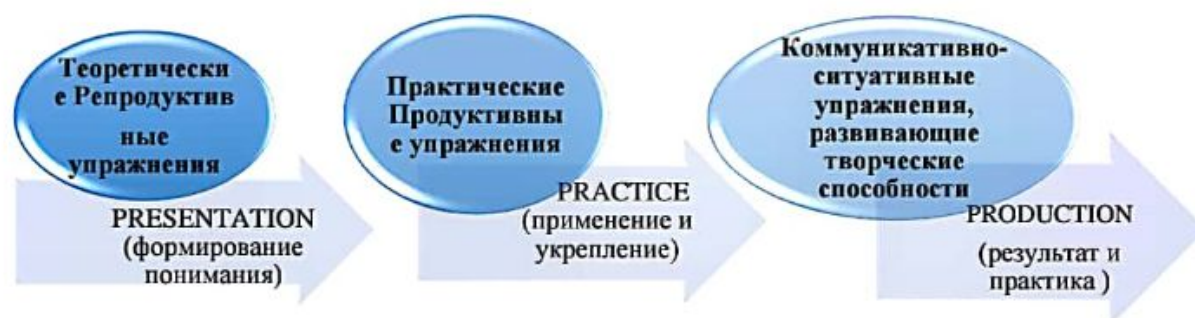 Теоретически
е Репродуктив
ные
упражнения
PRESENTATION
(формирование
понимания)
Практические
Продуктивны
е упражнения
PRACTICE
(применение и
укрепление)
Коммуникативно-
ситуативные
упражнения,
развивающие
творческие
способности
PRODUCTION
(результат и
практика )